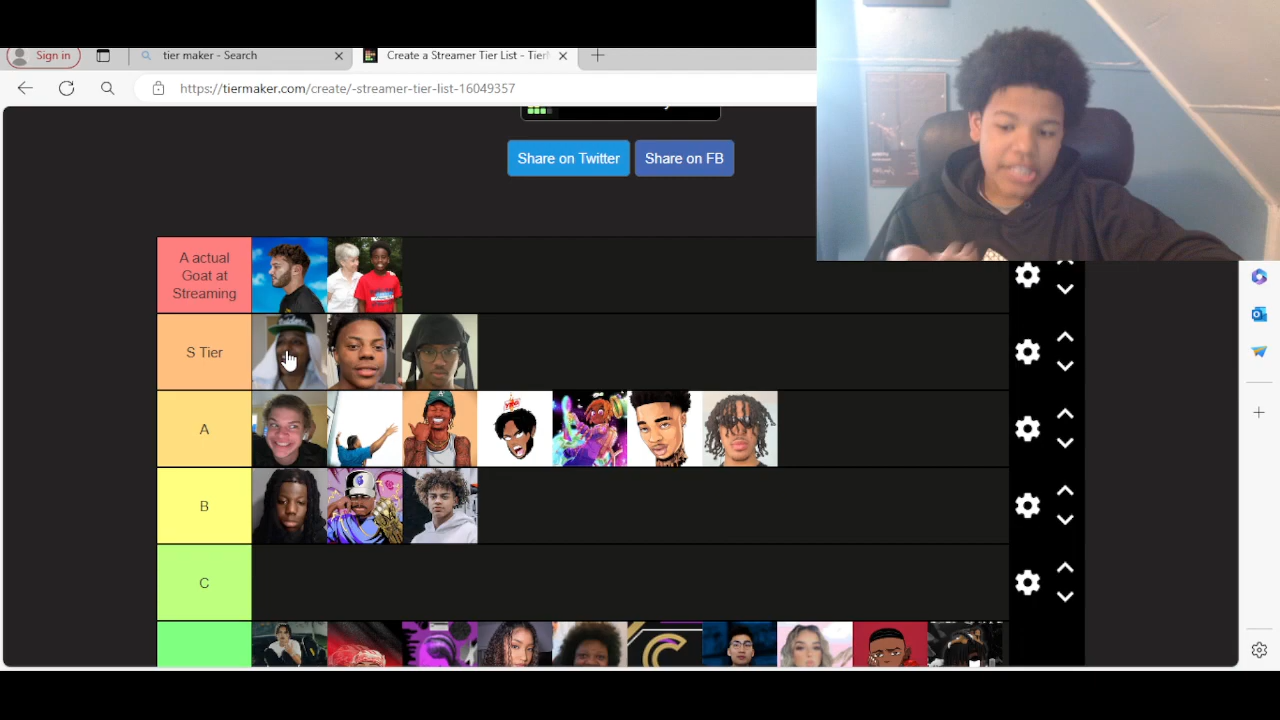 Sign in
tier maker - Search
Create a Streamer Tier List - Tier
https://tiermaker.com/create/-streamer-tier-list-16049357
Share on Twitter
Share on FB
A actual
Goat at
Streaming
S Tier
A
B
C